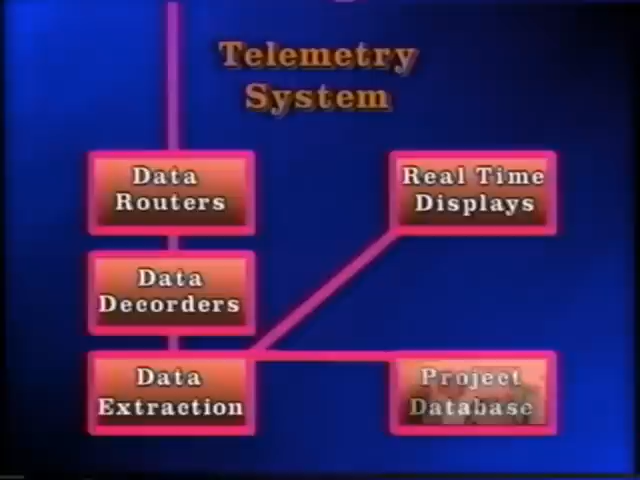 Telemetry
System
Data
Routers
Real Time
Displays
Data
Decorders
Data
Extraction
Project
Database